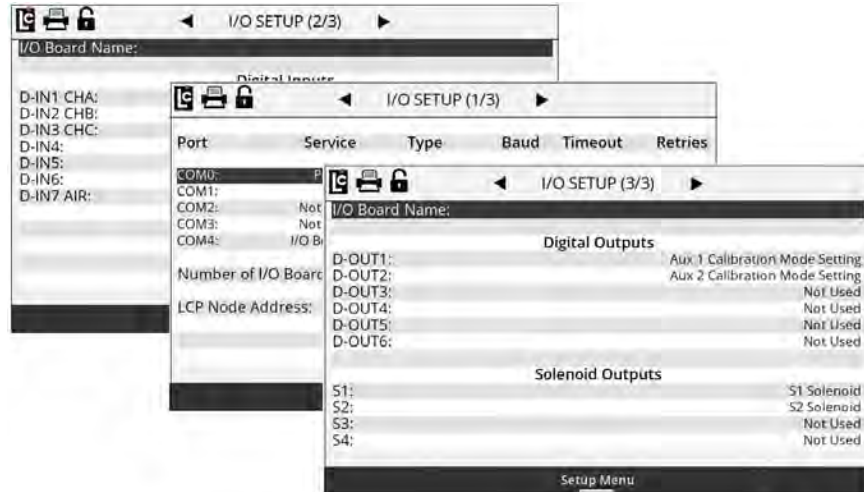 LC I/O SETUP (2/3)
I/O Board Name:
Digital Inputs
D-IN1 CHA:
D-IN2 CHB:
D-IN3 CHC:
D-IN4:
D-IN5:
D-IN6:
D-IN7 AIR:
LC I/O SETUP (1/3)
Port Service Type Baud Timeout Retries
COM0: P
COM1:
COM2: Not
COM3: Not
COM4: I/O B
Number of I/O Board
LCP Node Address:
LC I/O SETUP (3/3)
I/O Board Name:
Digital Outputs
D-OUT1: Aux 1 Calibration Mode Setting
D-OUT2: Aux 2 Calibration Mode Setting
D-OUT3: Not Used
D-OUT4: Not Used
D-OUT5: Not Used
D-OUT6: Not Used
Solenoid Outputs
S1: S1 Solenoid
S2: S2 Solenoid
S3: Not Used
S4: Not Used
Setup Menu